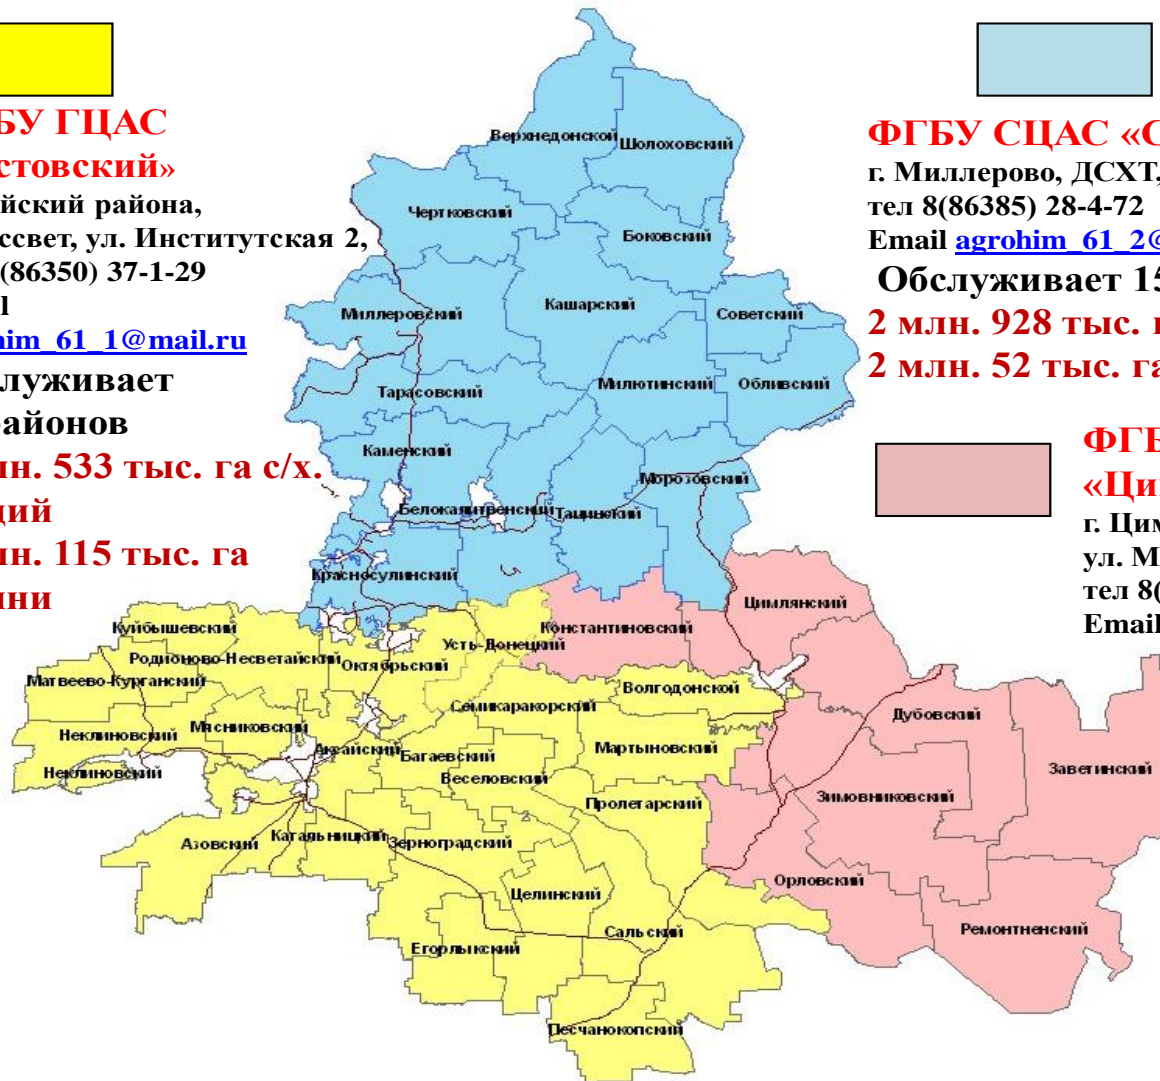 БУ ГЦАС
стовский»
йский района,
ссвет, ул. Институтская 2,
(86350) 37-1-29
l
him_61_1@mail.ru
служивает
районов
лн. 533 тыс. га с/х.
дий
лн. 115 тыс. га
шни
ФГБУ СЦАС «С
г. Миллерово, ДСХТ,
тел 8(86385) 28-4-72
Email agrohim_61_2@
Обслуживает 15
2 млн. 928 тыс. г
2 млн. 52 тыс. га
ФГБ
«Цим
г. Цим
ул. М
тел 8(
Email
Верхнедонской
Шолоховский
Чертковский
Боковский
Кашарский
Миллеровский
Советский
Милютинский
Обливский
Тарасовский
Каменский
Морозовский
Белокалитвенский
Тацинский
Красносулинский
Цимлянский
Куйбышевский
Константиновский
Усть-Донецкий
Родионово-Несветайский
Октябрьский
Матвеево-Курганский
Волгодонской
Семикаракорский
Дубовский
Мясниковский
Неклиновский
Аксайский
Багаевский
Мартыновский
Заветинский
Неклиновский
Веселовский
Зимовниковский
Пролетарский
Азовский
Катальницкий
Зерноградский
Орловский
Целинский
Сальский
Ремонтненский
Егорлыкский
Песчанокопский